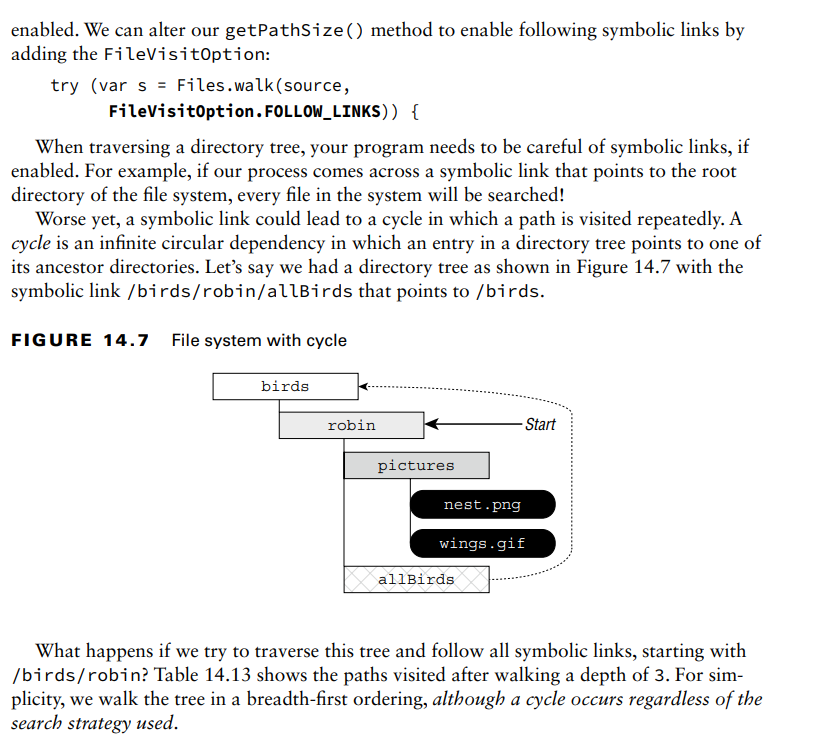 enabled. We can alter our getPathSize() method to enable following symbolic links by
adding the FileVisitOption:
try (var s = Files.walk(source,
FileVisitOption.FOLLOW_LINKS)) {
When traversing a directory tree, your program needs to be careful of symbolic links, if
enabled. For example, if our process comes across a symbolic link that points to the root
directory of the file system, every file in the system will be searched!
Worse yet, a symbolic link could lead to a cycle in which a path is visited repeatedly. A
cycle is an infinite circular dependency in which an entry in a directory tree points to one of
its ancestor directories. Let’s say we had a directory tree as shown in Figure 14.7 with the
symbolic link /birds/robin/allBirds that points to /birds.
FIGURE 14.7 File system with cycle
birds
robin
Start
pictures
nest.png
wings.gif
allBirds
What happens if we try to traverse this tree and follow all symbolic links, starting with
/birds/robin? Table 14.13 shows the paths visited after walking a depth of 3. For sim-
plicity, we walk the tree in a breadth-first ordering, although a cycle occurs regardless of the
search strategy used.